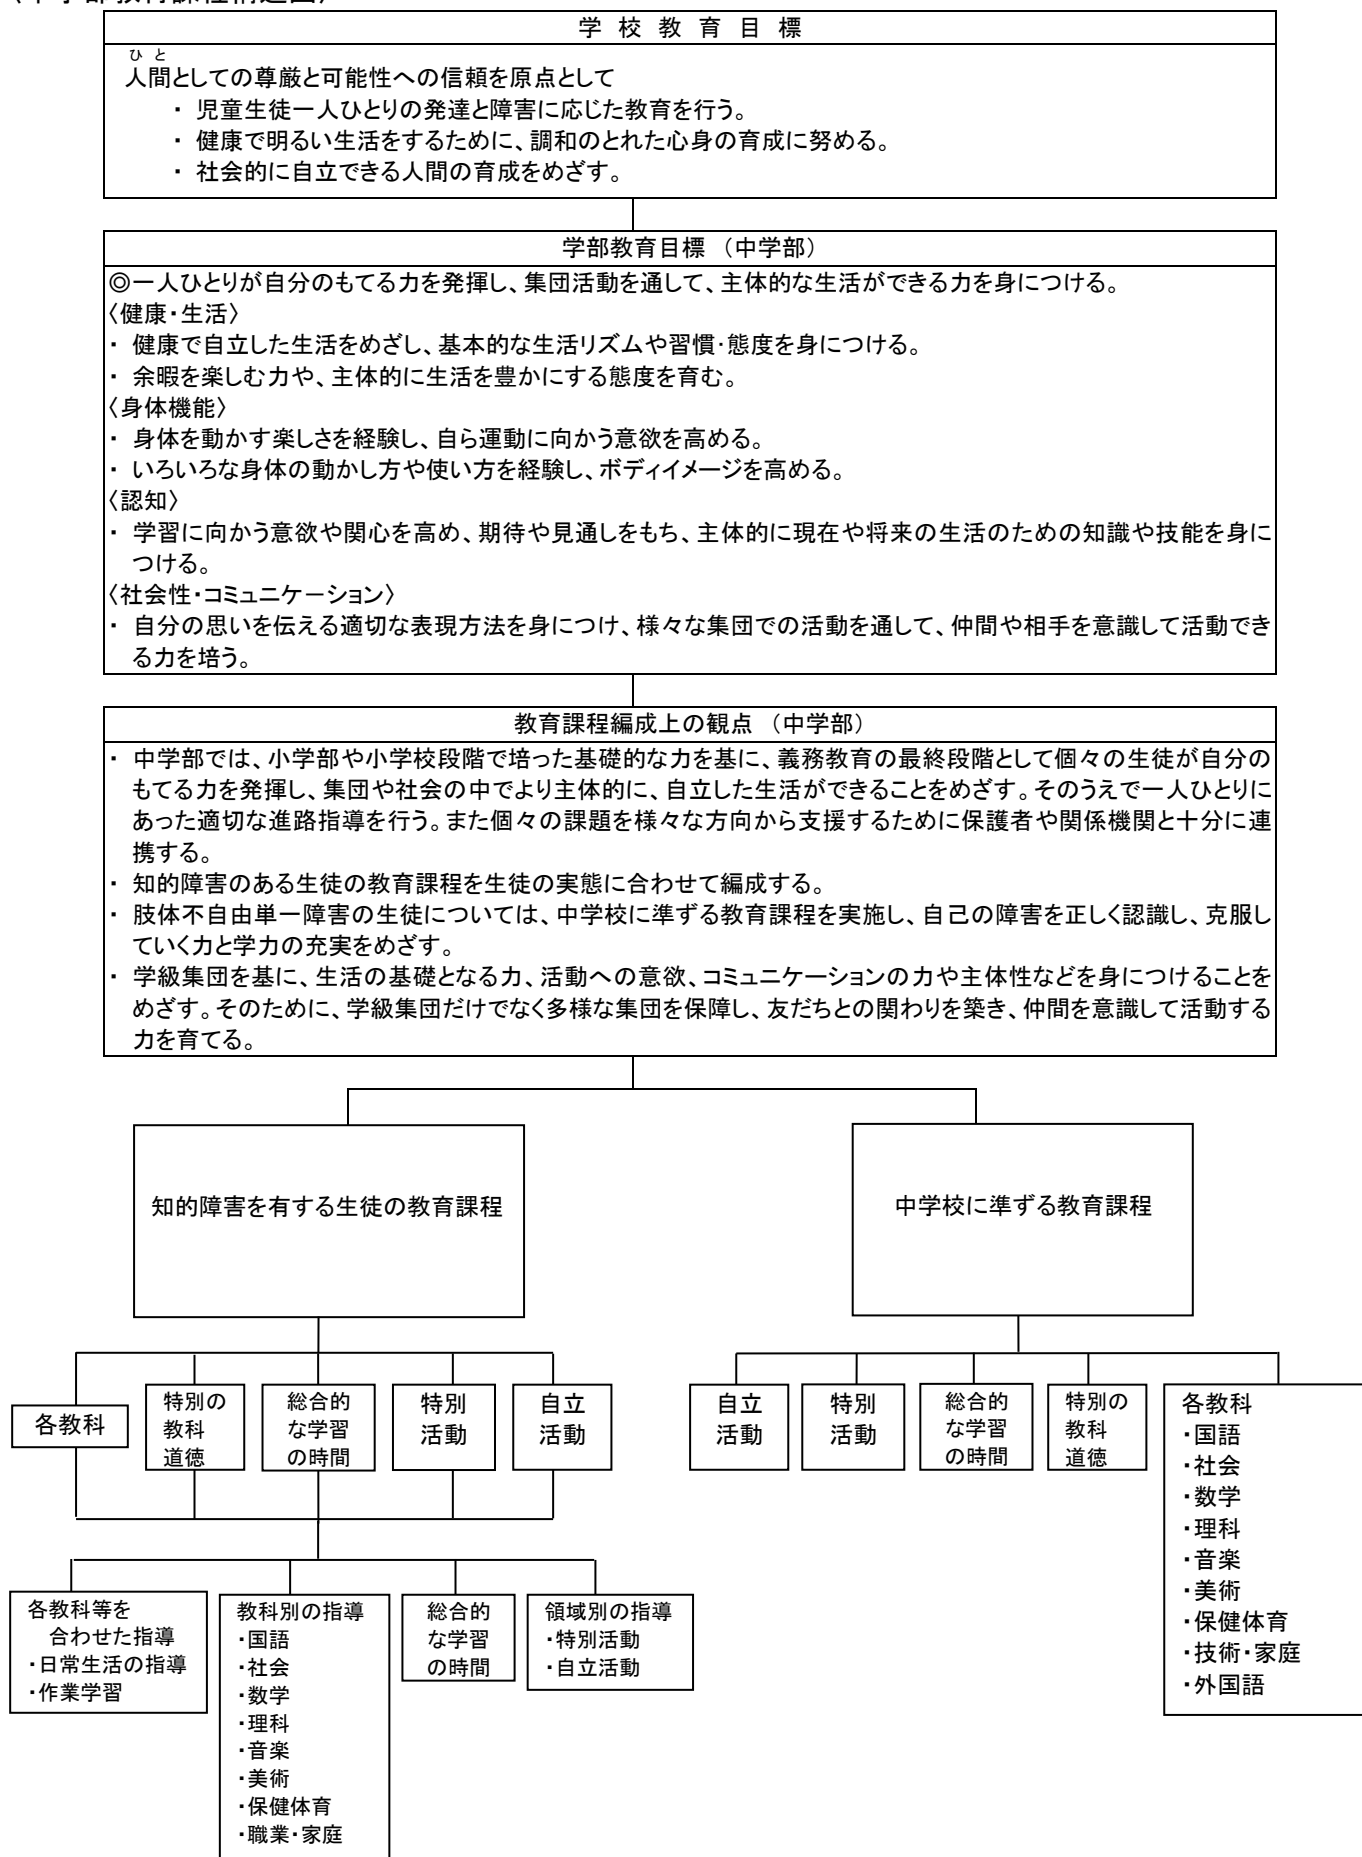 学 校 教 育 目 標
ひ と
人間としての尊厳と可能性への信頼を原点として
・ 児童生徒一人ひとりの発達と障害に応じた教育を行う。
・ 健康で明るい生活をするために、調和のとれた心身の育成に努める。
・ 社会的に自立できる人間の育成をめざす。
学部教育目標 （中学部）
◎一人ひとりが自分のもてる力を発揮し、集団活動を通して、主体的な生活ができる力を身につける。
〈健康・生活〉
・ 健康で自立した生活をめざし、基本的な生活リズムや習慣・態度を身につける。
・ 余暇を楽しむ力や、主体的に生活を豊かにする態度を育む。
〈身体機能〉
・ 身体を動かす楽しさを経験し、自ら運動に向かう意欲を高める。
・ いろいろな身体の動かし方や使い方を経験し、ボディイメージを高める。
〈認知〉
・ 学習に向かう意欲や関心を高め、期待や見通しをもち、主体的に現在や将来の生活のための知識や技能を身に
つける。
〈社会性・コミュニケーション〉
・ 自分の思いを伝える適切な表現方法を身につけ、様々な集団での活動を通して、仲間や相手を意識して活動でき
る力を培う。
教育課程編成上の観点 （中学部）
・ 中学部では、小学部や小学校段階で培った基礎的な力を基に、義務教育の最終段階として個々の生徒が自分の
もてる力を発揮し、集団や社会の中でより主体的に、自立した生活ができることをめざす。そのうえで一人ひとりに
あった適切な進路指導を行う。また個々の課題を様々な方向から支援するために保護者や関係機関と十分に連
携する。
・ 知的障害のある生徒の教育課程を生徒の実態に合わせて編成する。
・ 肢体不自由単一障害の生徒については、中学校に準ずる教育課程を実施し、自己の障害を正しく認識し、克服し
ていく力と学力の充実をめざす。
・ 学級集団を基に、生活の基礎となる力、活動への意欲、コミュニケーションの力や主体性などを身につけることを
めざす。そのために、学級集団だけでなく多様な集団を保障し、友だちとの関わりを築き、仲間を意識して活動する
力を育てる。
知的障害を有する生徒の教育課程
中学校に準ずる教育課程
各教科
特別の
教科
道徳
総合的
な学習
の時間
特別
活動
自立
活動
自立
活動
特別
活動
総合的
な学習
の時間
特別の
教科
道徳
各教科
・国語
・社会
・数学
・理科
・音楽
・美術
・保健体育
・技術・家庭
・外国語
各教科等を
合わせた指導
・日常生活の指導
・作業学習
教科別の指導
・国語
・社会
・数学
・理科
・音楽
・美術
・保健体育
・職業・家庭
総合的
な学習
の時間
領域別の指導
・特別活動
・自立活動